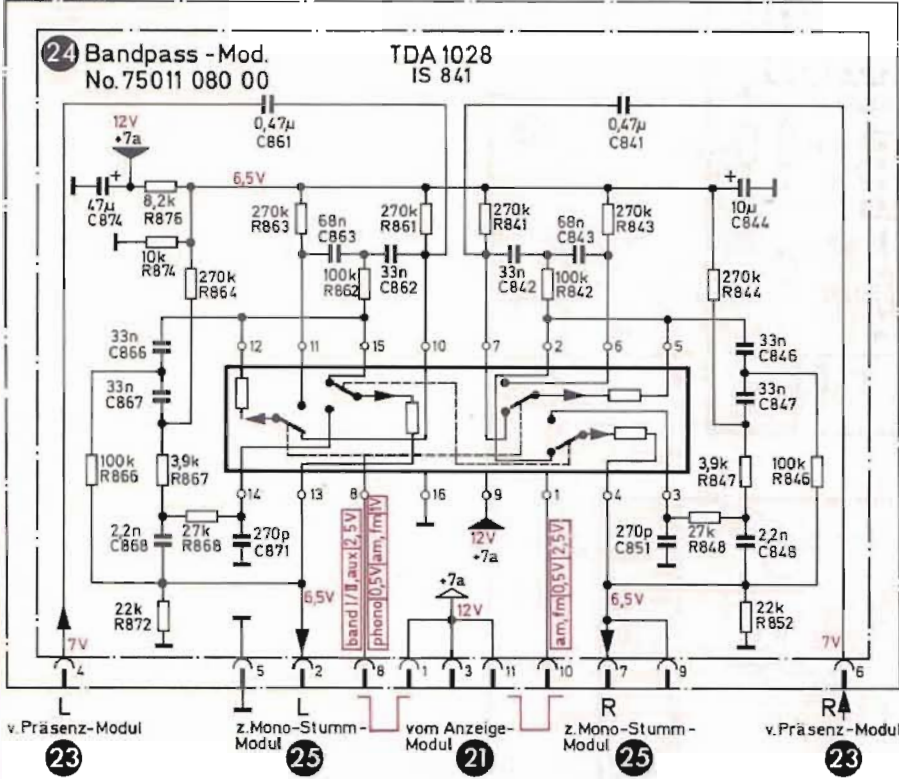 24 Bandpass-Mod.
No. 75011 080 00
TDA 1028
IS 841
0,47µ
C861
0,47µ
C841
12V
+7a
6,5V
47µ
C874
8,2k
R876
10k
R874
270k
R864
270k
R863
68n
C863
100k
R862
33n
C862
270k
R861
270k
R841
33n
C842
68n
C843
100k
R842
270k
R843
10µ
C844
270k
R844
33n
C866
33n
C867
12
11
15
10
7
2
6
5
33n
C846
33n
C847
100k
R866
3,9k
R867
3,9k
R847
100k
R846
14
13
8
16
9
1
4
3
2,2n
C868
27k
R868
270p
C871
12V
+7a
270p
C851
27k
R848
2,2n
C848
22k
R872
6,5V
band I/II,aux 2,5V
phono 0,5V am, fm 1V
+7a
12V
am,fm 0,5V 2,5V
6,5V
22k
R852
7V
7V
4
5
2
8
1
3
11
10
7
9
6
L
L
R
R
v. Präsenz-Modul
23
z. Mono-Stumm-
Modul
25
vom Anzeige-
Modul
21
z. Mono-Stumm-
Modul
25
v. Präsenz-Modul
23